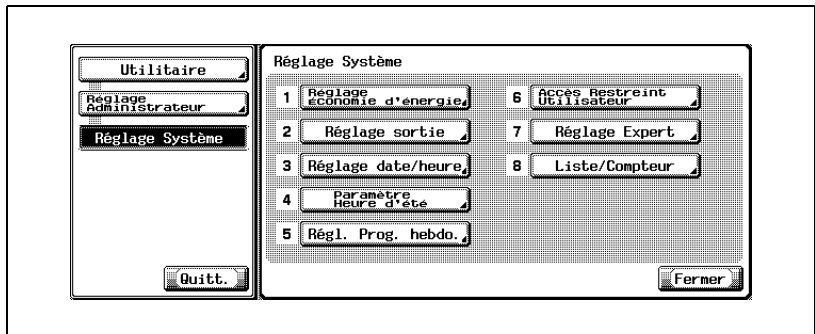 Utilitaire
Réglage
Administrateur
Réglage Système
Quitt.
Réglage Système
1 Réglage
économie d'énergie
2 Réglage sortie
3 Réglage date/heure
4 Paramètre
Heure d'été
5 Régl. Prog. hebdo.
6 Accès Restreint
Utilisateur
7 Réglage Expert
8 Liste/Compteur
Fermer